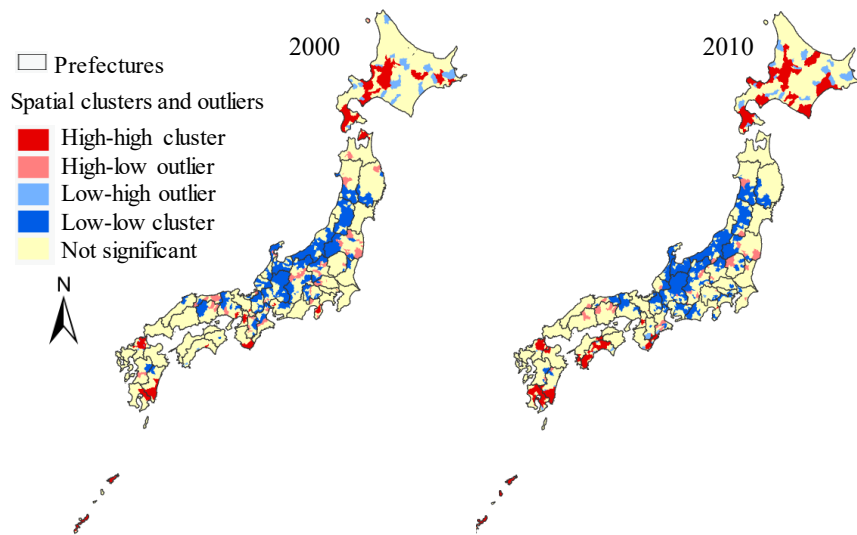 2000
2010
Prefectures
Spatial clusters and outliers
High-high cluster
High-low outlier
Low-high outlier
Low-low cluster
Not significant
N